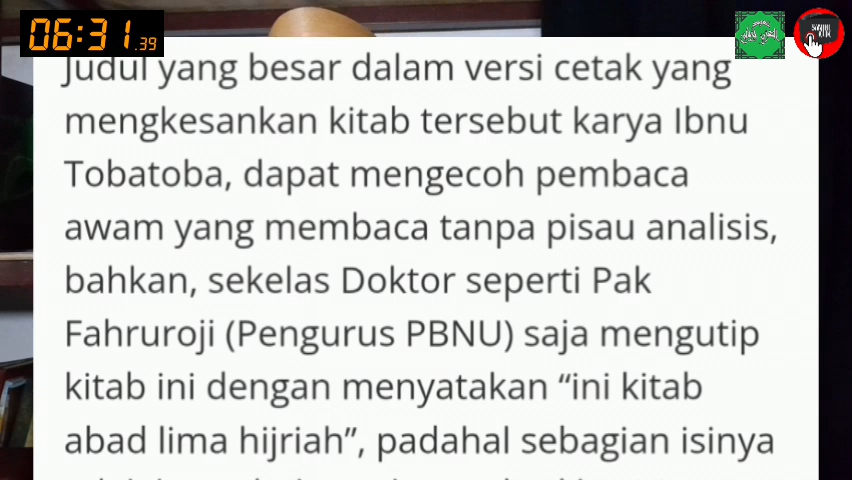 06:31.39
Judul yang besar dalam versi cetak yang
mengkesankan kitab tersebut karya Ibnu
Tobatoba, dapat mengecoh pembaca
awam yang membaca tanpa pisau analisis,
bahkan, sekelas Doktor seperti Pak
Fahruroji (Pengurus PBNU) saja mengutip
kitab ini dengan menyatakan “ini kitab
abad lima hijriah”, padahal sebagian isinya